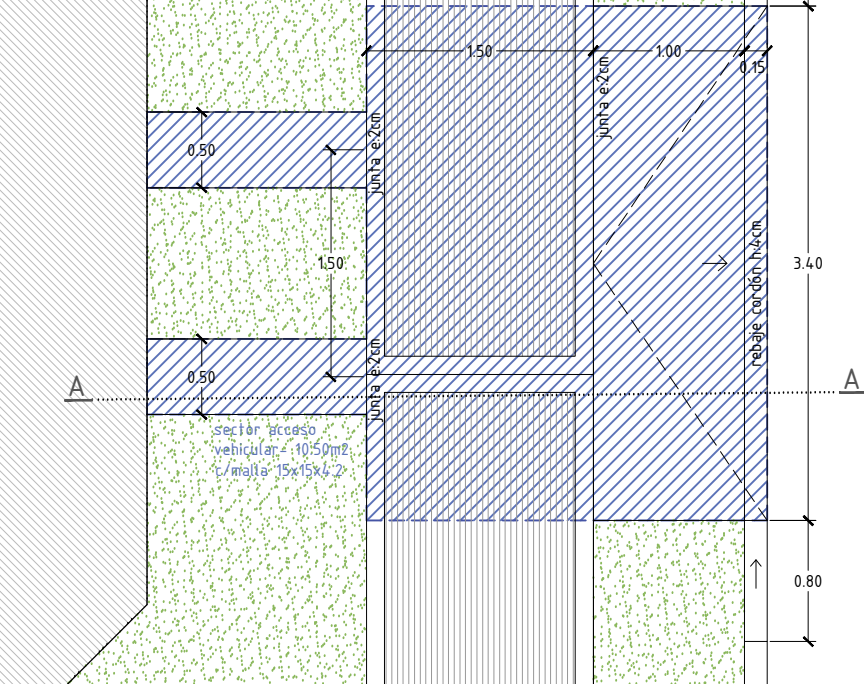 1.50
1.00
0.15
junta e:2cm
junta e:2cm
0.50
1.50
rebaje cordón h:4cm
3.40
junta e:2cm
0.50
A
A
sector acceso
vehicular= 10.50m2
c/malla 15x15x4.2
0.80